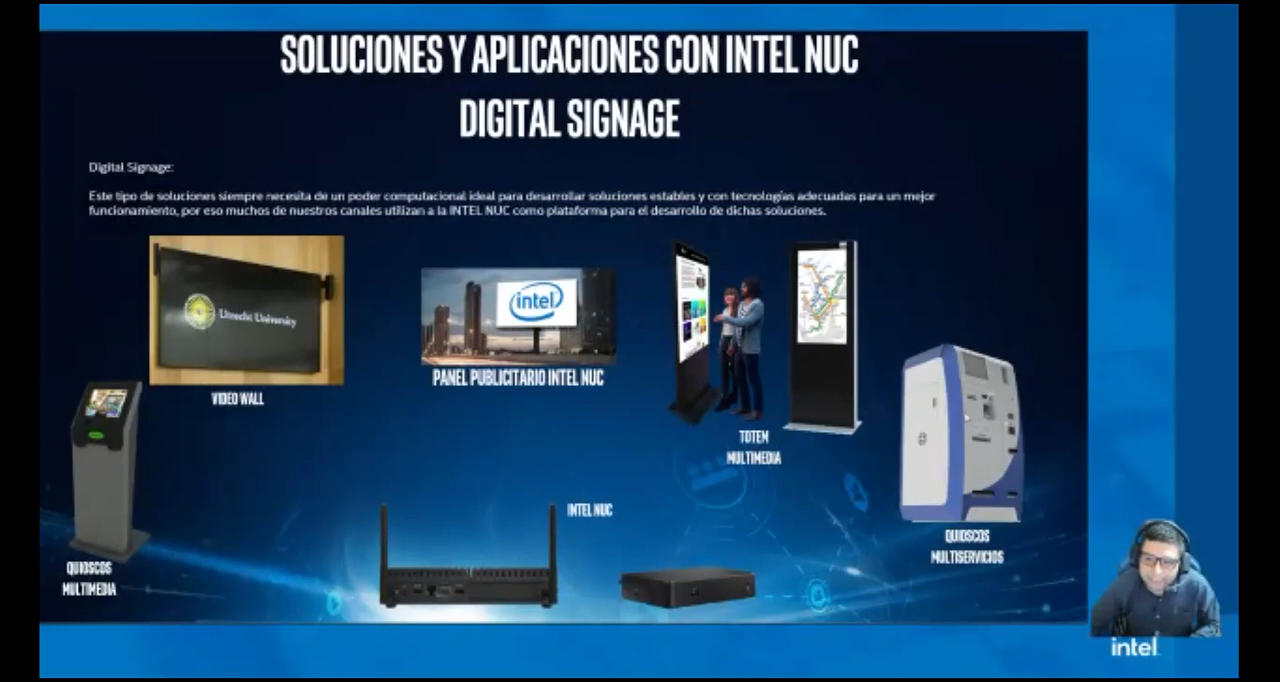 SOLUCIONES Y APLICACIONES CON INTEL NUC
DIGITAL SIGNAGE
Digital Signage:
Este tipo de soluciones siempre necesita de un poder computacional ideal para desarrollar soluciones estables y con tecnologías adecuadas para un mejor
funcionamiento, por eso muchos de nuestros canales utilizan a la INTEL NUC como plataforma para el desarrollo de dichas soluciones.
Utrecht University
intel
VIDEO WALL
PANEL PUBLICITARIO INTEL NUC
TOTEM
MULTIMEDIA
INTEL NUC
QUIOSCOS
MULTISERVICIOS
QUIOSCOS
MULTIMEDIA
intel